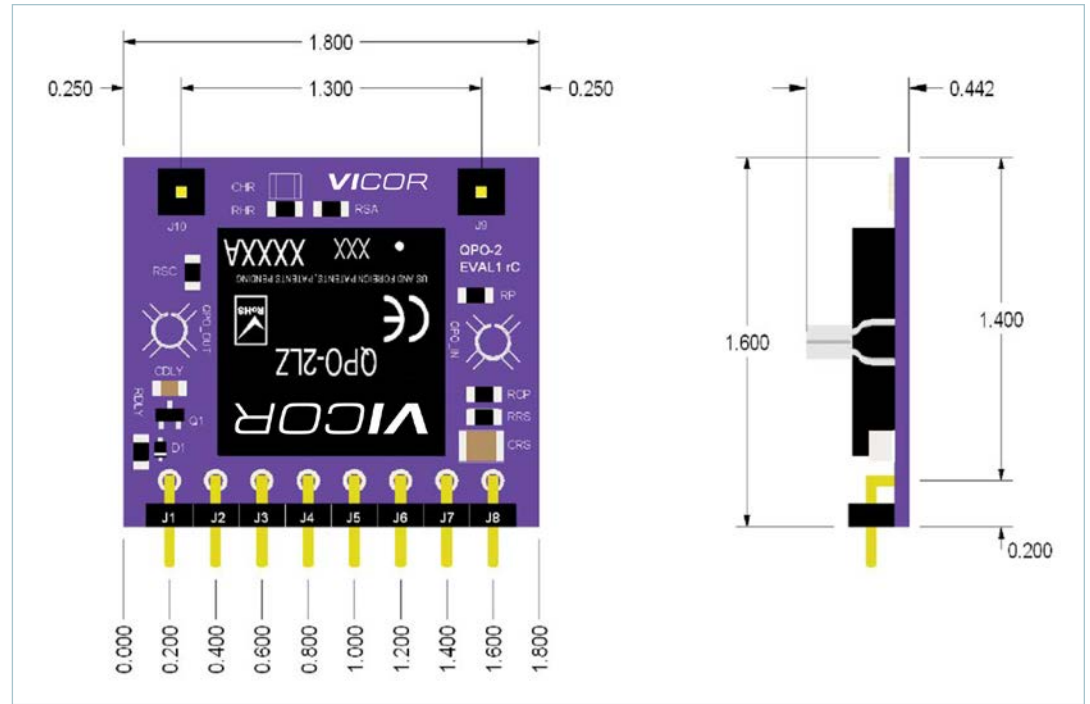 1.800
0.250
1.300
0.250
0.442
CHR
VICOR
RHR
RSA
J10
J9
XXXXA
XXX
QPO-2
EVAL1 rC
US AND FOREIGN PATENTS, PATENTS PENDING
RSC
RP
QPO_OUT
RoHS
CE
QPO_IN
QPO-2LZ
1.600
1.400
CDLY
RDLY
Q1
D1
VICOR
RCP
RRS
CRS
J1 J2 J3 J4 J5 J6 J7 J8
0.200
0.000 0.200 0.400 0.600 0.800 1.000 1.200 1.400 1.600 1.800